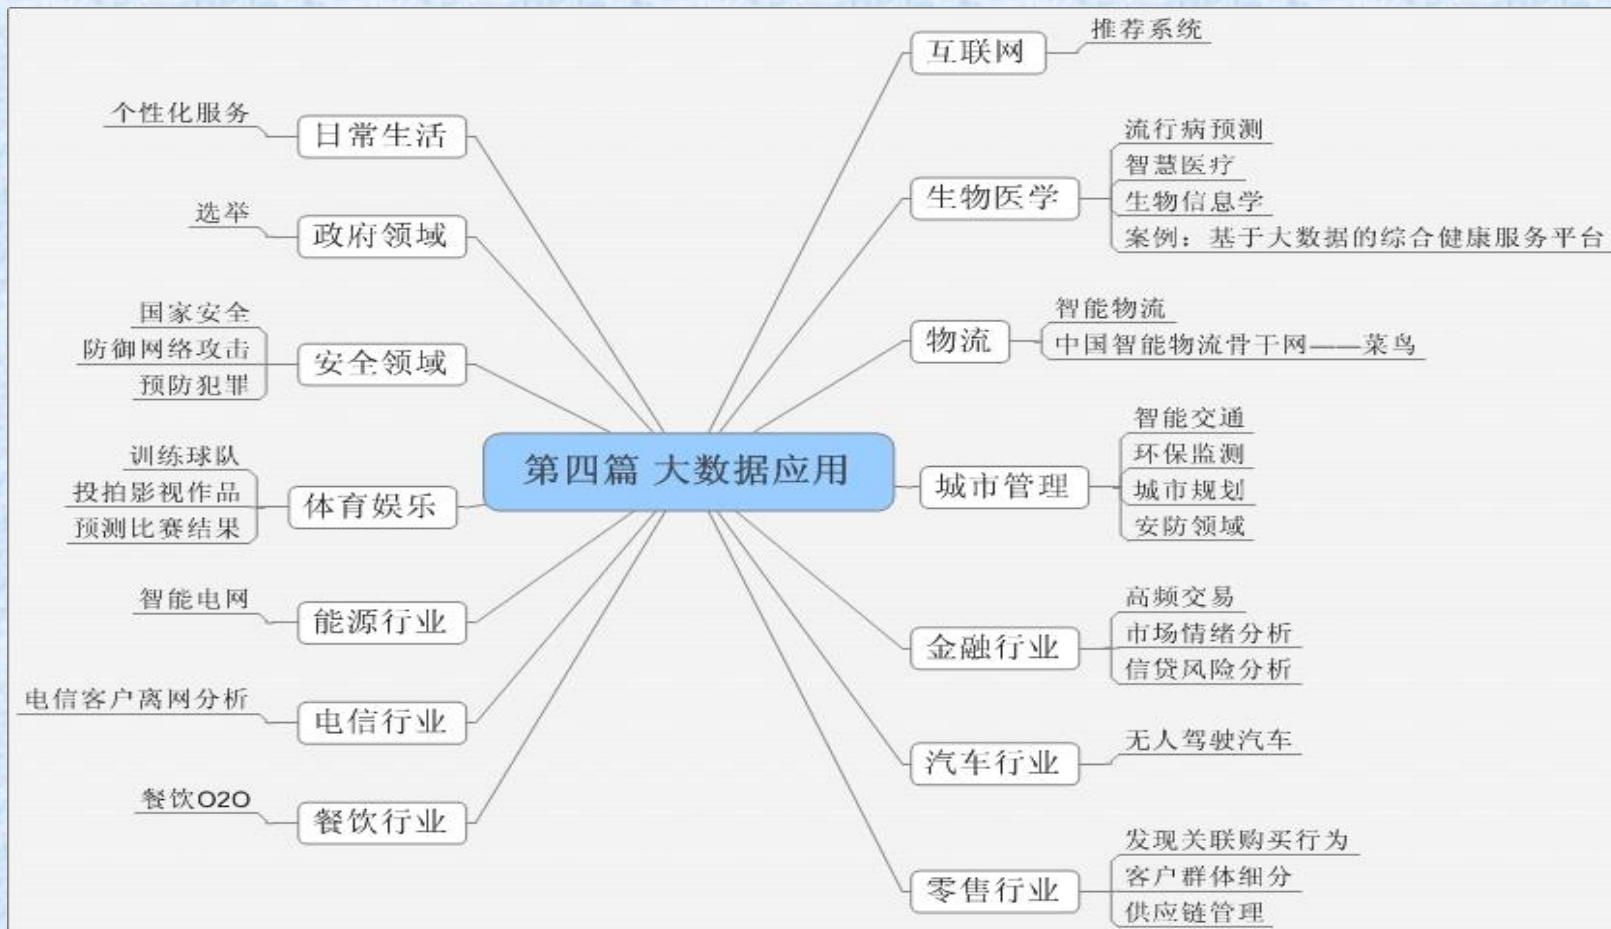 第四篇 大数据应用
互联网
推荐系统
生物医学
流行病预测
智慧医疗
生物信息学
案例：基于大数据的综合健康服务平台
物流
智能物流
中国智能物流骨干网——菜鸟
城市管理
智能交通
环保监测
城市规划
安防领域
金融行业
高频交易
市场情绪分析
信贷风险分析
汽车行业
无人驾驶汽车
零售行业
发现关联购买行为
客户群体细分
供应链管理
日常生活
个性化服务
政府领域
选举
安全领域
国家安全
防御网络攻击
预防犯罪
体育娱乐
训练球队
投拍影视作品
预测比赛结果
能源行业
智能电网
电信行业
电信客户离网分析
餐饮行业
餐饮O2O